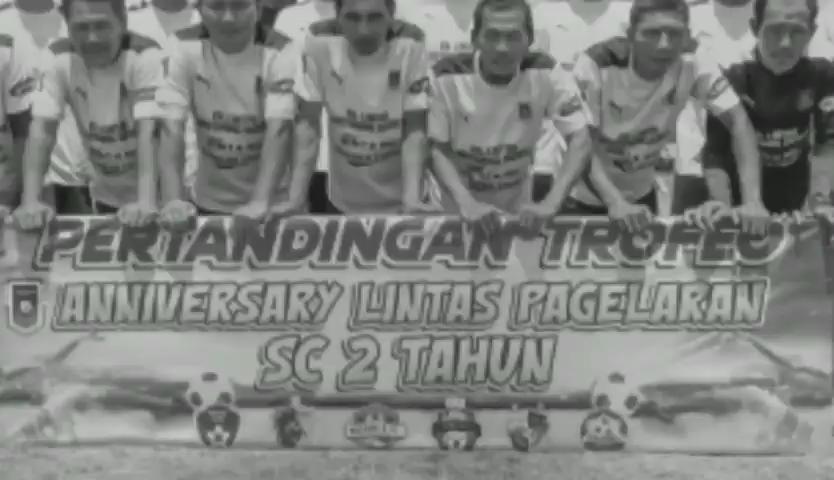 PERTANDINGAN TROFEO
ANNIVERSARY LINTAS PAGELARAN
SC 2 TAHUN